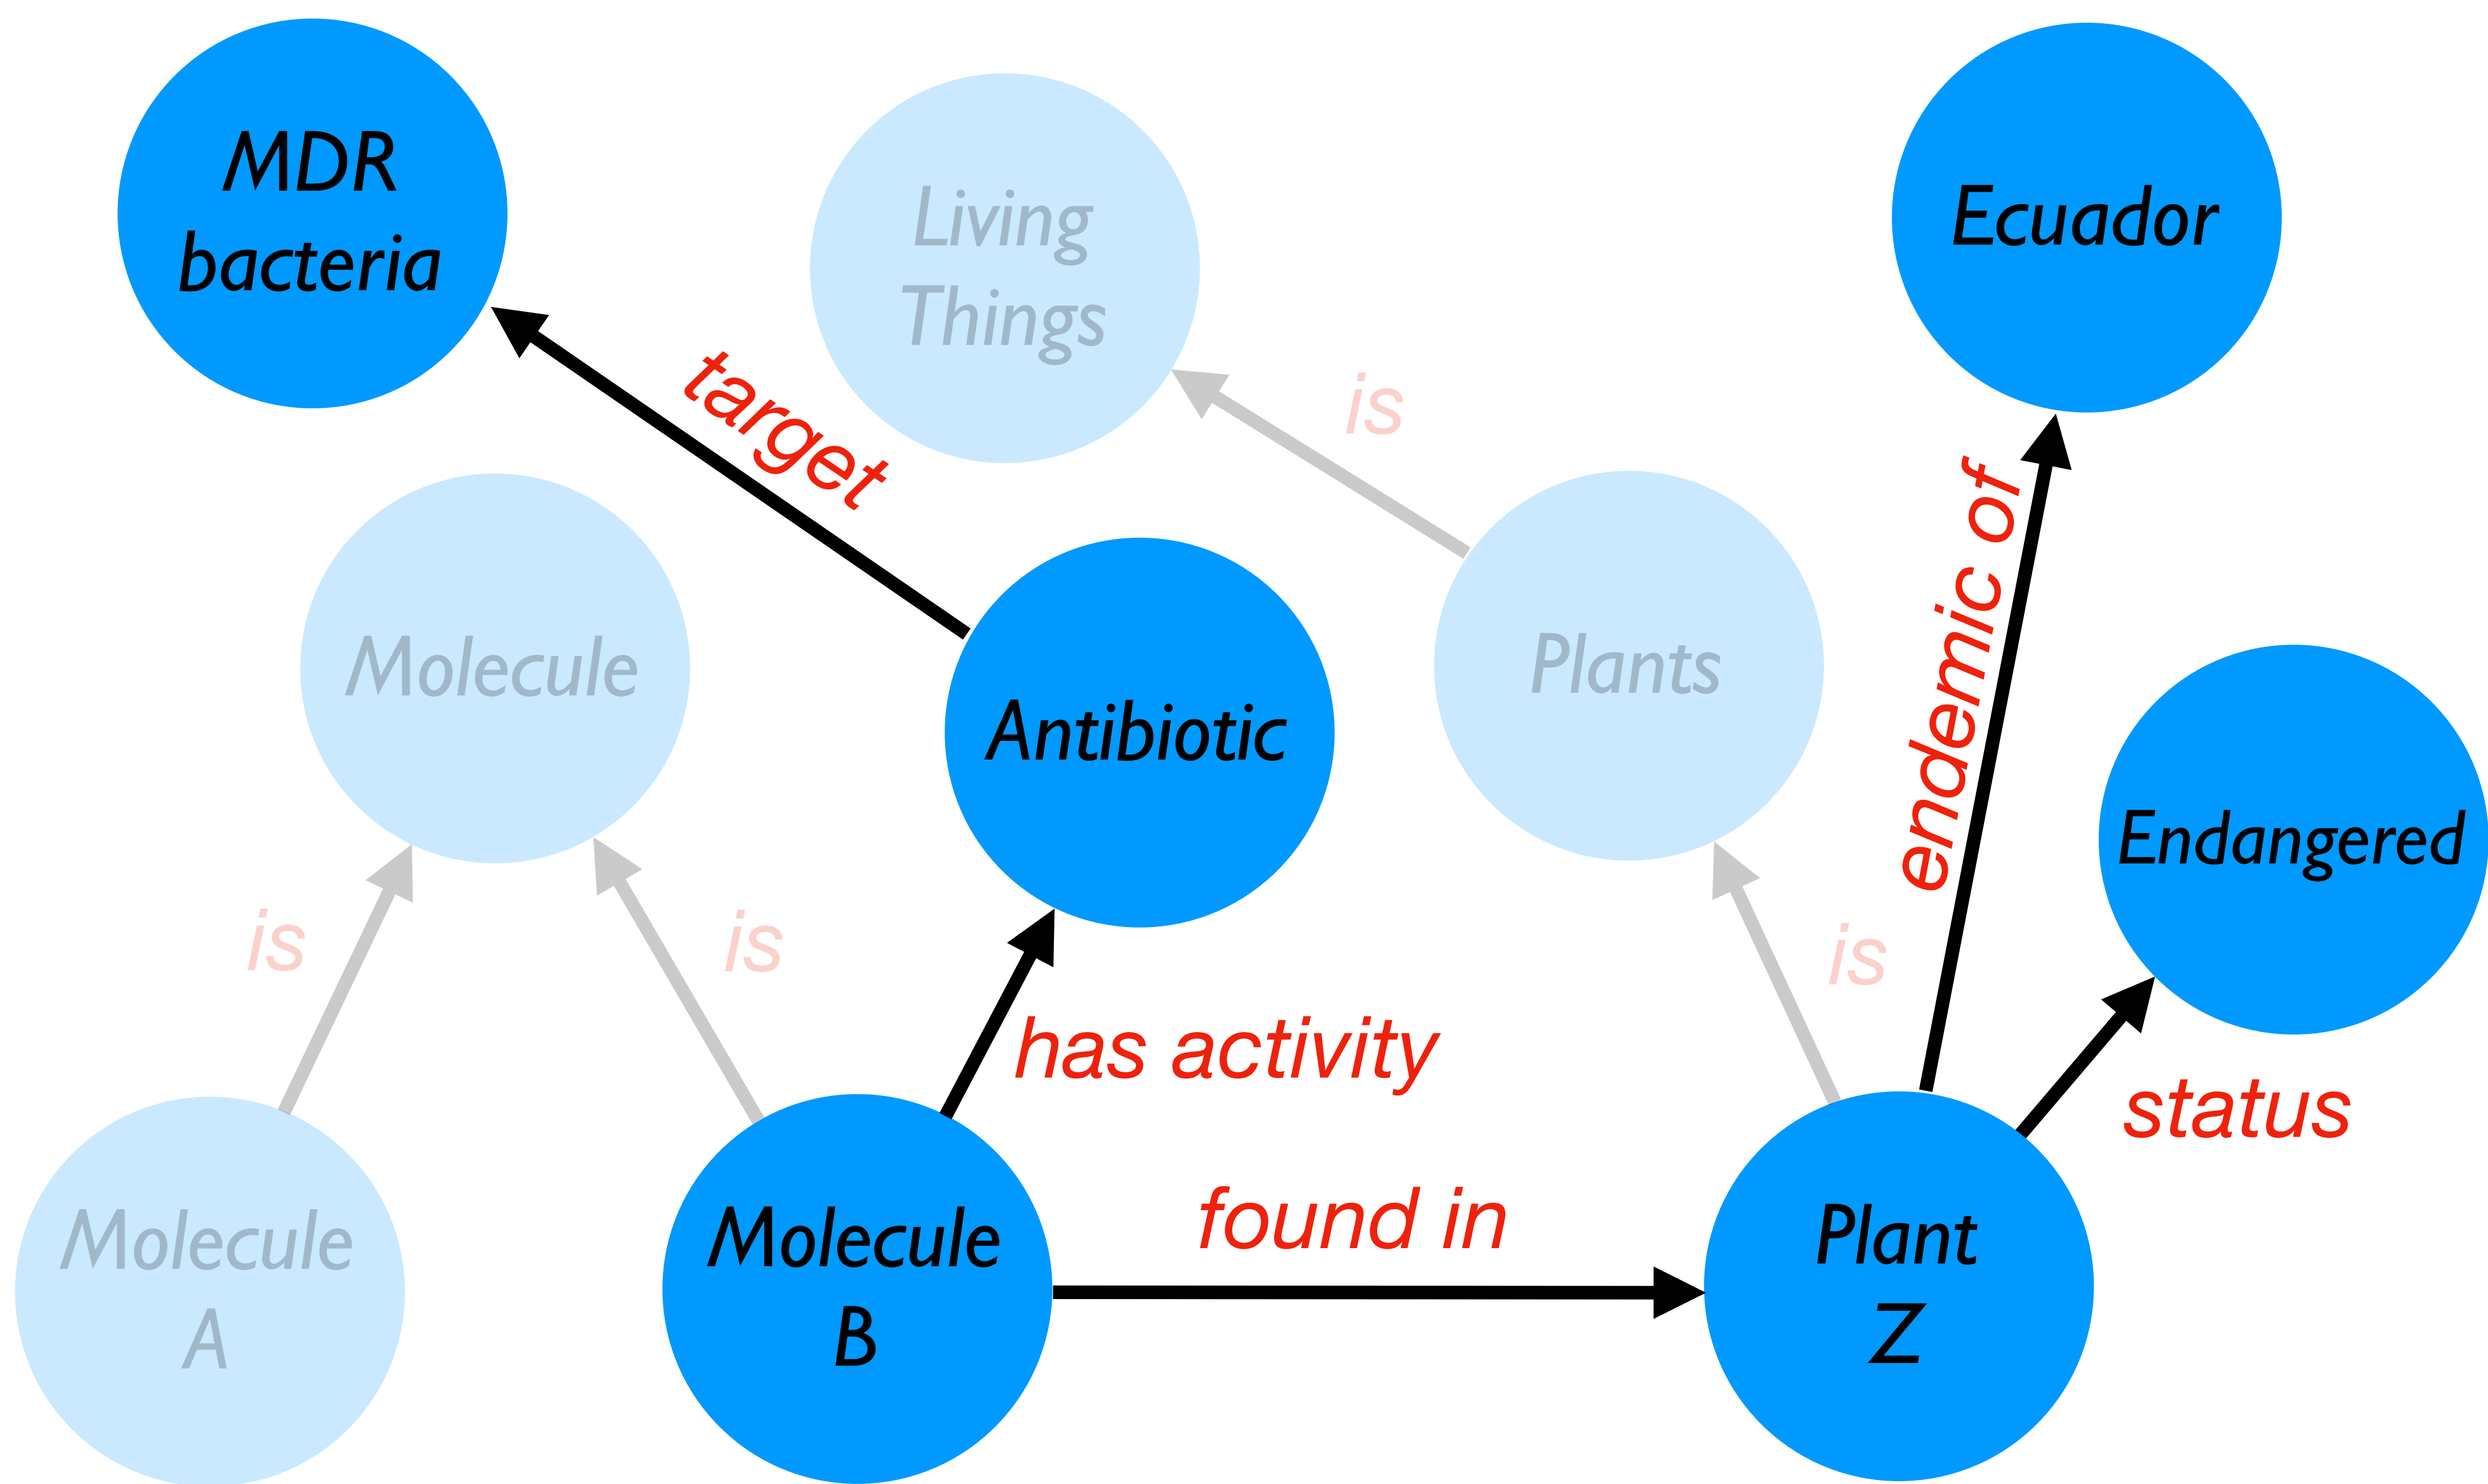 MDR
bacteria
Living
Things
Ecuador
target
is
Molecule
Antibiotic
Plants
endemic of
Endangered
is
is
is
has activity
status
found in
Molecule
A
Molecule
B
Plant
Z